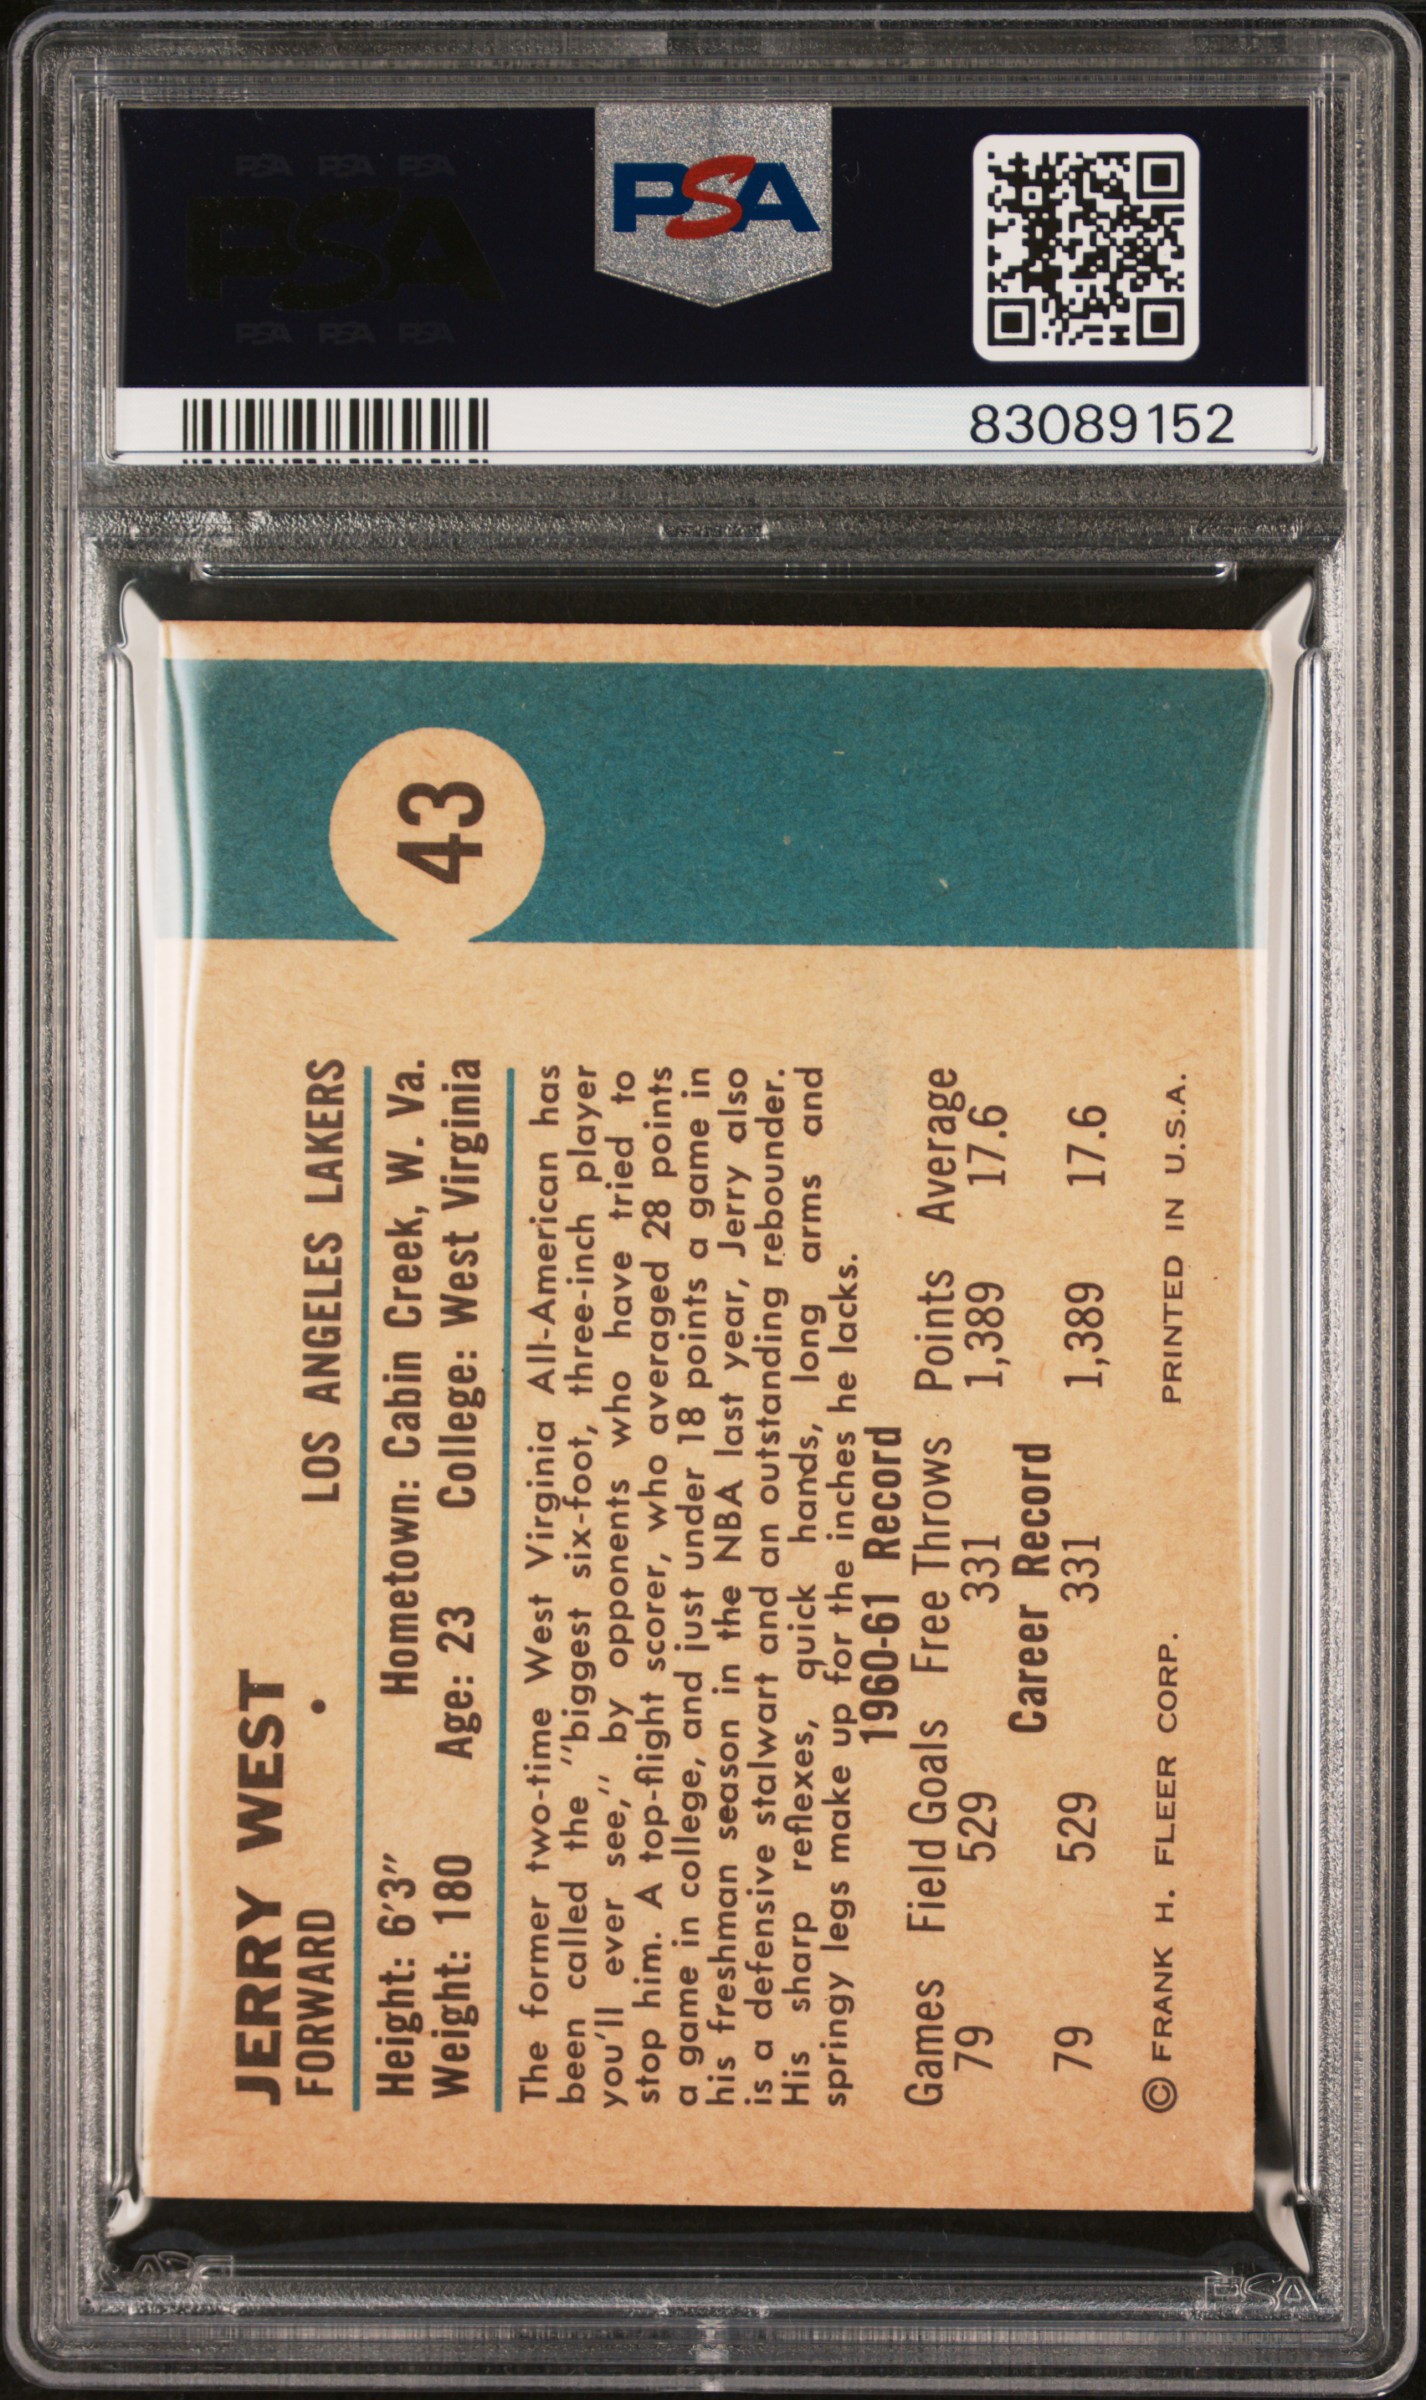 PSA PSA PSA
PSA
PSA PSA PSA
PSA
83089152
43
JERRY WEST
FORWARD • LOS ANGELES LAKERS
Height: 6'3" Hometown: Cabin Creek, W. Va.
Weight: 180 Age: 23 College: West Virginia
The former two-time West Virginia All-American has
been called the "biggest six-foot, three-inch player
you'll ever see," by opponents who have tried to
stop him. A top-flight scorer, who averaged 28 points
a game in college, and just under 18 points a game in
his freshman season in the NBA last year, Jerry also
is a defensive stalwart and an outstanding rebounder.
His sharp reflexes, quick hands, long arms and
springy legs make up for the inches he lacks.
1960-61 Record
Games Field Goals Free Throws Points Average
79 529 331 1,389 17.6
Career Record
79 529 331 1,389 17.6
© FRANK H. FLEER CORP. PRINTED IN U.S.A.
PSA
PSA